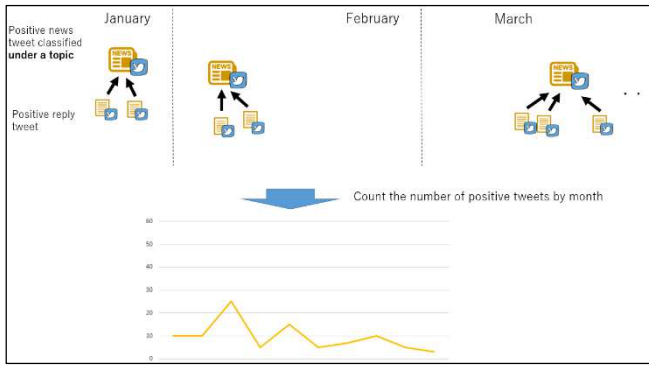 January
February
March
Positive news
tweet classified
under a topic
NEWS
NEWS
NEWS
Positive reply
tweet
. .
Count the number of positive tweets by month
60
50
40
30
20
10
0